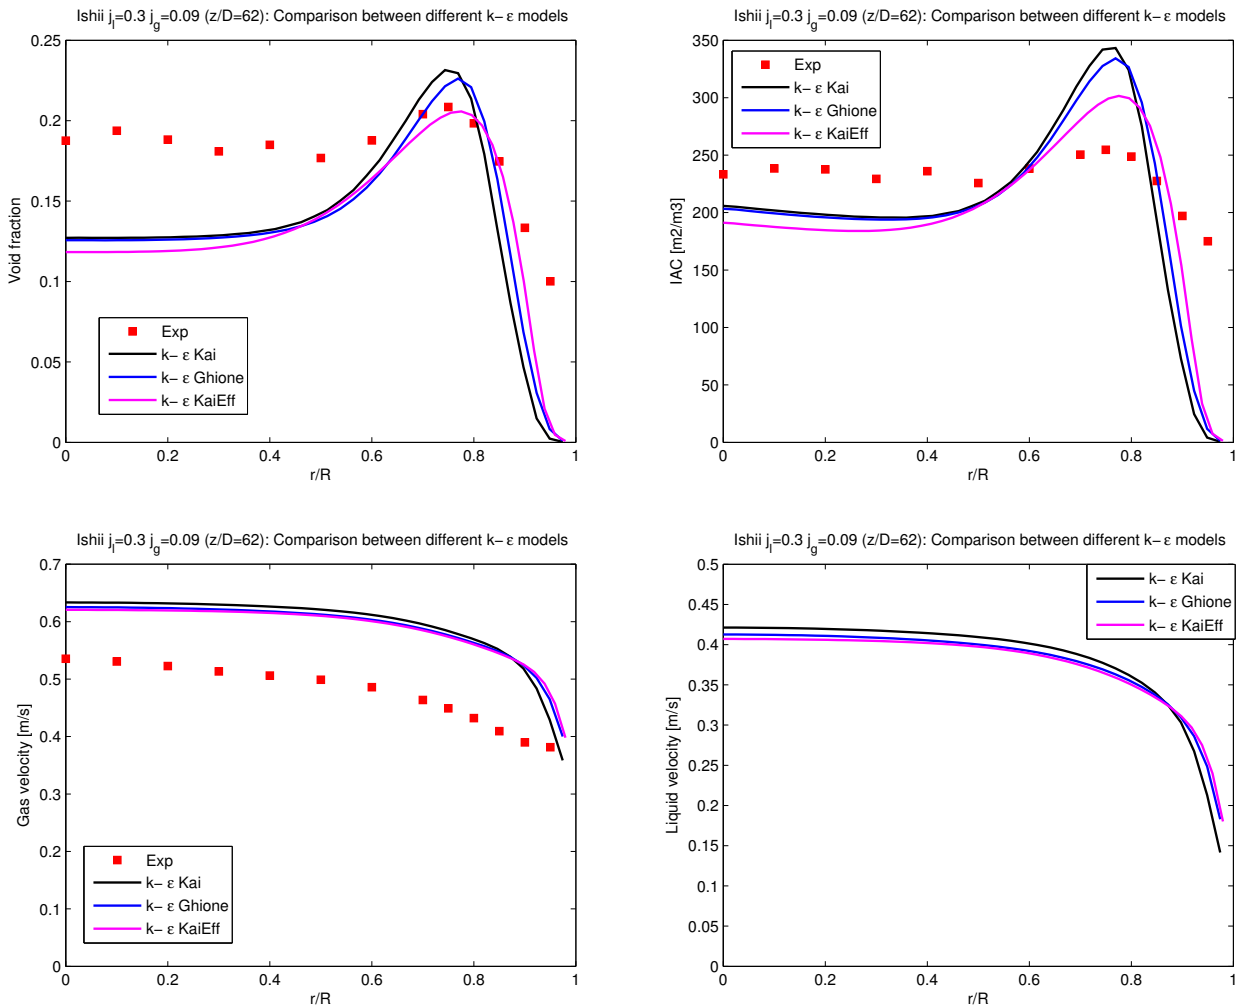 Ishii j_l=0.3 j_g=0.09 (z/D=62): Comparison between different k− ε models
0.25
0.2
0.15
0.1
0.05
0
Void fraction
Exp
k− ε Kai
k− ε Ghione
k− ε KaiEff
0 0.2 0.4 0.6 0.8 1
r/R
Ishii j_l=0.3 j_g=0.09 (z/D=62): Comparison between different k− ε models
350
300
250
200
150
100
50
0
IAC [m2/m3]
Exp
k− ε Kai
k− ε Ghione
k− ε KaiEff
0 0.2 0.4 0.6 0.8 1
r/R
Ishii j_l=0.3 j_g=0.09 (z/D=62): Comparison between different k− ε models
0.7
0.6
0.5
0.4
0.3
0.2
0.1
0
Gas velocity [m/s]
Exp
k− ε Kai
k− ε Ghione
k− ε KaiEff
0 0.2 0.4 0.6 0.8 1
r/R
Ishii j_l=0.3 j_g=0.09 (z/D=62): Comparison between different k− ε models
0.5
0.45
0.4
0.35
0.3
0.25
0.2
0.15
0.1
0.05
0
Liquid velocity [m/s]
k− ε Kai
k− ε Ghione
k− ε KaiEff
0 0.2 0.4 0.6 0.8 1
r/R